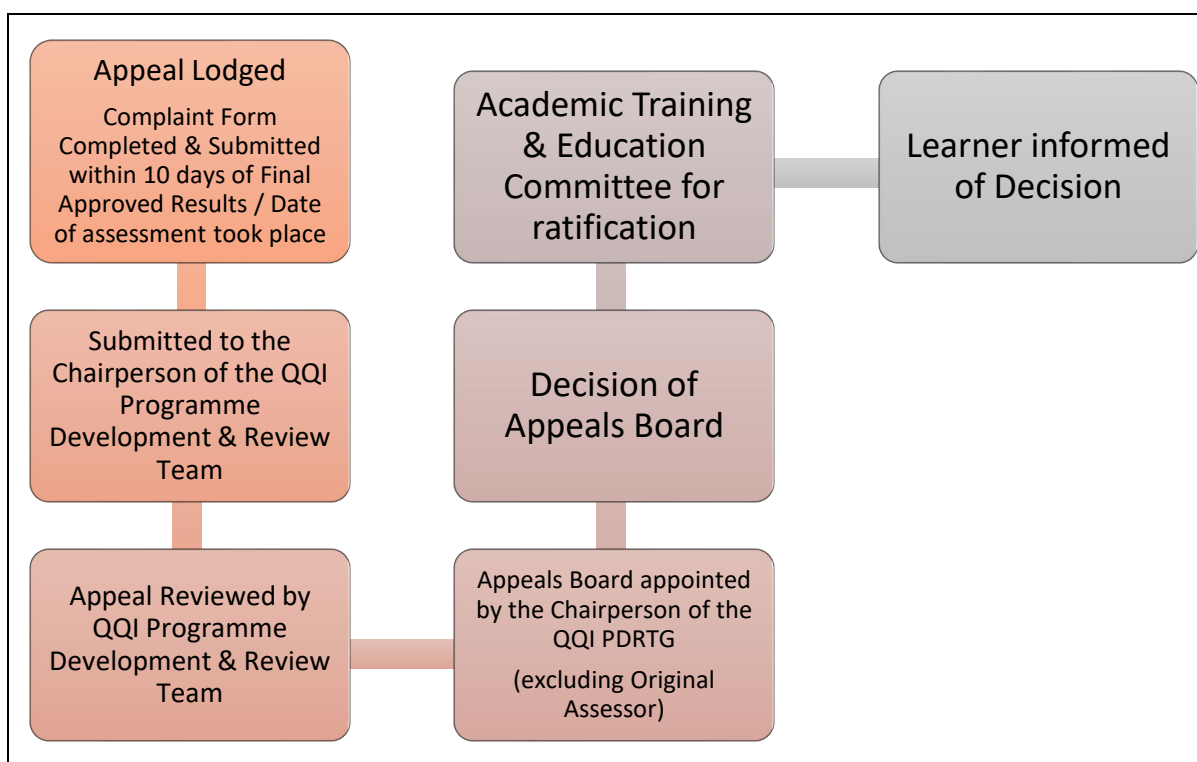 Appeal Lodged
Complaint Form
Completed & Submitted
within 10 days of Final
Approved Results / Date
of assessment took place
Submitted to the
Chairperson of the QQI
Programme
Development & Review
Team
Appeal Reviewed by
QQI Programme
Development & Review
Team
Appeals Board appointed
by the Chairperson of the
QQI PDRTG
(excluding Original
Assessor)
Decision of
Appeals Board
Academic Training
& Education
Committee for
ratification
Learner informed
of Decision